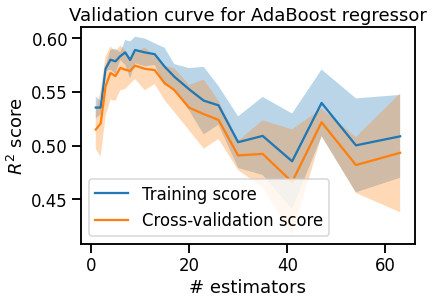 Validation curve for AdaBoost regressor
0.60
0.55
0.50
0.45
R² score
Training score
Cross-validation score
0
20
40
60
# estimators